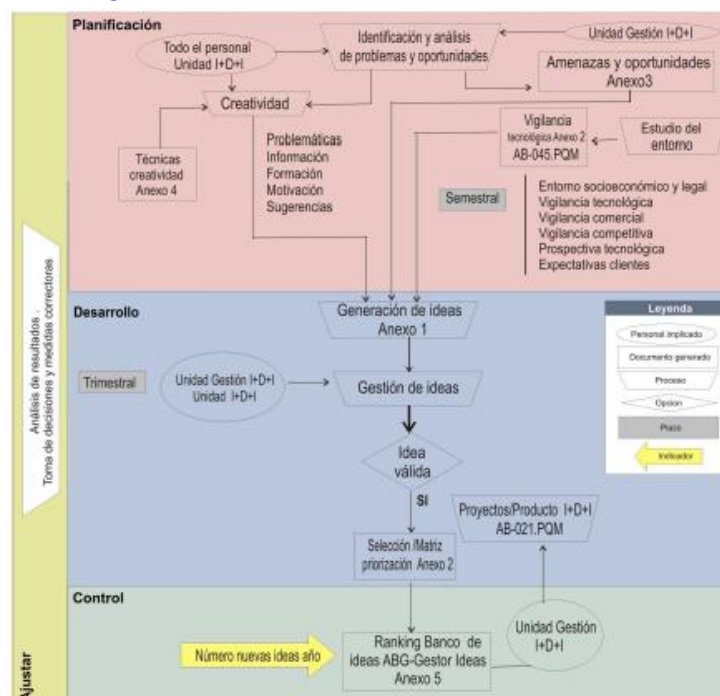 Planificación
Todo el personal
Unidad I+D+I
Identificación y análisis
de problemas y oportunidades
Unidad Gestión I+D+I
Amenazas y oportunidades
Anexo3
Creatividad
Vigilancia
tecnológica Anexo 2
AB-045.PQM
Estudio del
entorno
Técnicas
creatividad
Anexo 4
Problemáticas
Información
Formación
Motivación
Sugerencias
Semestral
Entorno socioeconómico y legal
Vigilancia tecnológica
Vigilancia comercial
Vigilancia competitiva
Prospectiva tecnológica
Expectativas clientes
Desarrollo
Generación de ideas
Anexo 1
Trimestral
Unidad Gestión I+D+I
Unidad I+D+I
Gestión de ideas
Idea
válida
SI
Selección /Matriz
priorización Anexo 2
Proyectos/Producto I+D+I
AB-021.PQM
Leyenda
Personal implicado
Documento generado
Proceso
Opcion
Plazo
Indicador
Control
Número nuevas ideas año
Ranking Banco de
ideas ABG-Gestor Ideas
Anexo 5
Unidad Gestión
I+D+I
Análisis de resultados .
Toma de decisiones y medidas correctoras
Ajustar